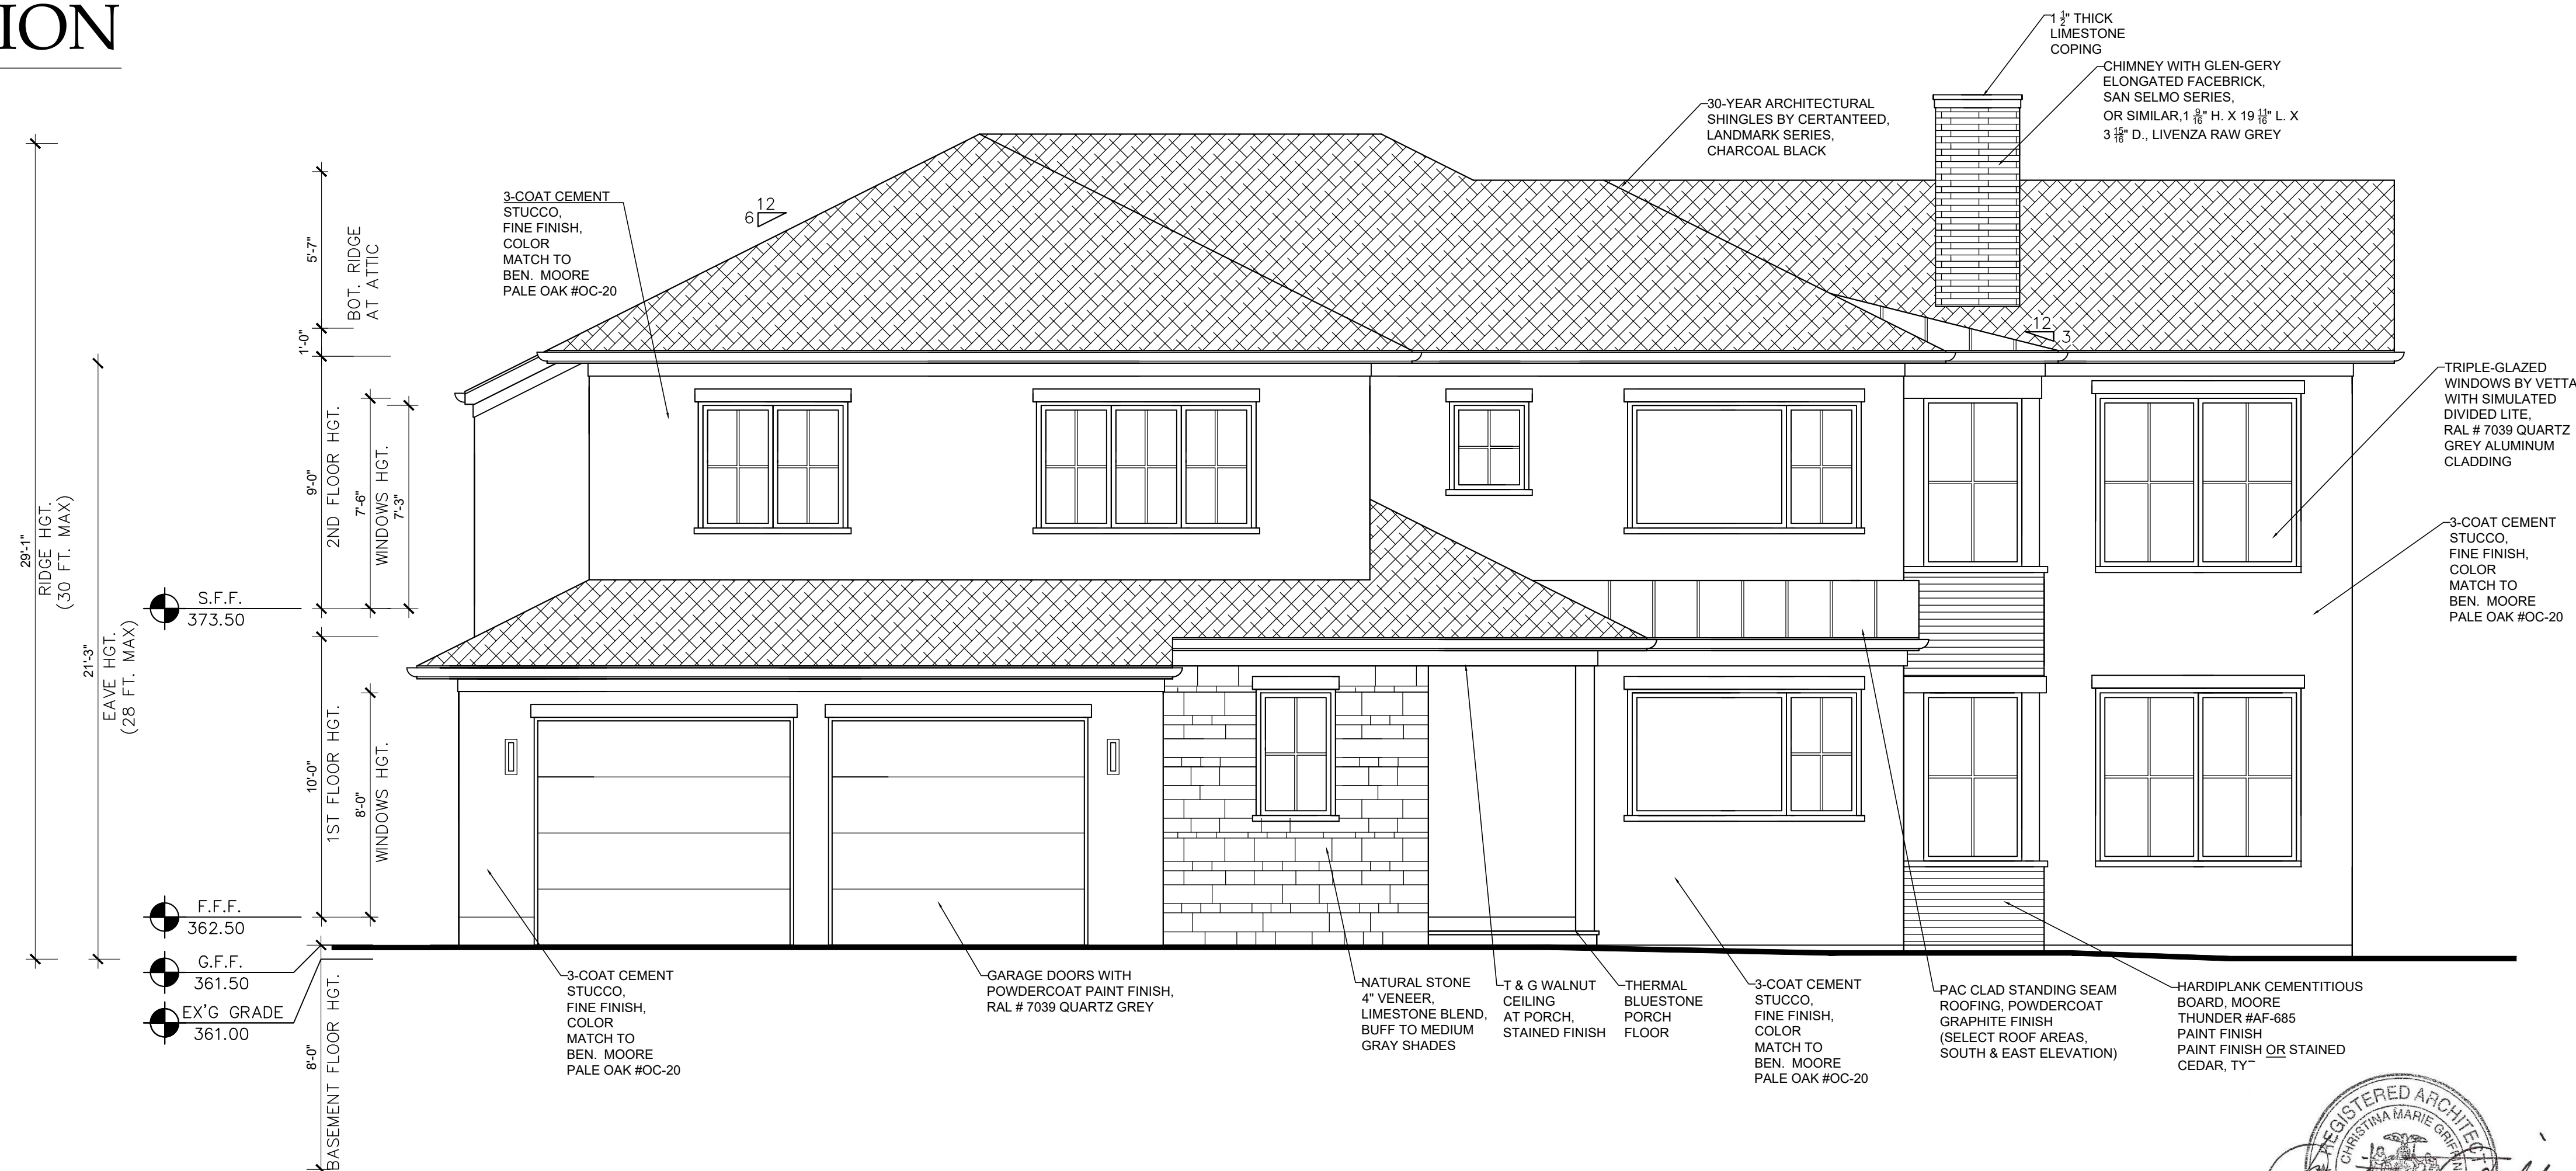 ION
1 1/2" THICK
LIMESTONE
COPING
CHIMNEY WITH GLEN-GERY
ELONGATED FACEBRICK,
SAN SELMO SERIES,
OR SIMILAR,1 9/16" H. X 19 11/16" L. X
3 15/16" D., LIVENZA RAW GREY
30-YEAR ARCHITECTURAL
SHINGLES BY CERTANTEED,
LANDMARK SERIES,
CHARCOAL BLACK
3-COAT CEMENT
STUCCO,
FINE FINISH,
COLOR
MATCH TO
BEN. MOORE
PALE OAK #OC-20
12
6
12
3
TRIPLE-GLAZED
WINDOWS BY VETTA
WITH SIMULATED
DIVIDED LITE,
RAL # 7039 QUARTZ
GREY ALUMINUM
CLADDING
3-COAT CEMENT
STUCCO,
FINE FINISH,
COLOR
MATCH TO
BEN. MOORE
PALE OAK #OC-20
29'-1"
RIDGE HGT.
(30 FT. MAX)
21'-3"
EAVE HGT.
(28 FT. MAX)
5'-7"
BOT. RIDGE
AT ATTIC
1'-0"
9'-0"
2ND FLOOR HGT.
7'-6"
WINDOWS HGT.
7'-3"
S.F.F.
373.50
10'-0"
1ST FLOOR HGT.
8'-0"
WINDOWS HGT.
F.F.F.
362.50
G.F.F.
361.50
EX'G GRADE
361.00
8'-0"
BASEMENT FLOOR HGT.
3-COAT CEMENT
STUCCO,
FINE FINISH,
COLOR
MATCH TO
BEN. MOORE
PALE OAK #OC-20
GARAGE DOORS WITH
POWDERCOAT PAINT FINISH,
RAL # 7039 QUARTZ GREY
NATURAL STONE
4" VENEER,
LIMESTONE BLEND,
BUFF TO MEDIUM
GRAY SHADES
T & G WALNUT
CEILING
AT PORCH,
STAINED FINISH
THERMAL
BLUESTONE
PORCH
FLOOR
3-COAT CEMENT
STUCCO,
FINE FINISH,
COLOR
MATCH TO
BEN. MOORE
PALE OAK #OC-20
PAC CLAD STANDING SEAM
ROOFING, POWDERCOAT
GRAPHITE FINISH
(SELECT ROOF AREAS,
SOUTH & EAST ELEVATION)
HARDIPLANK CEMENTITIOUS
BOARD, MOORE
THUNDER #AF-685
PAINT FINISH
PAINT FINISH OR STAINED
CEDAR, TY
REGISTERED ARCHITECT
CHRISTINA MARIE GRIFFIN